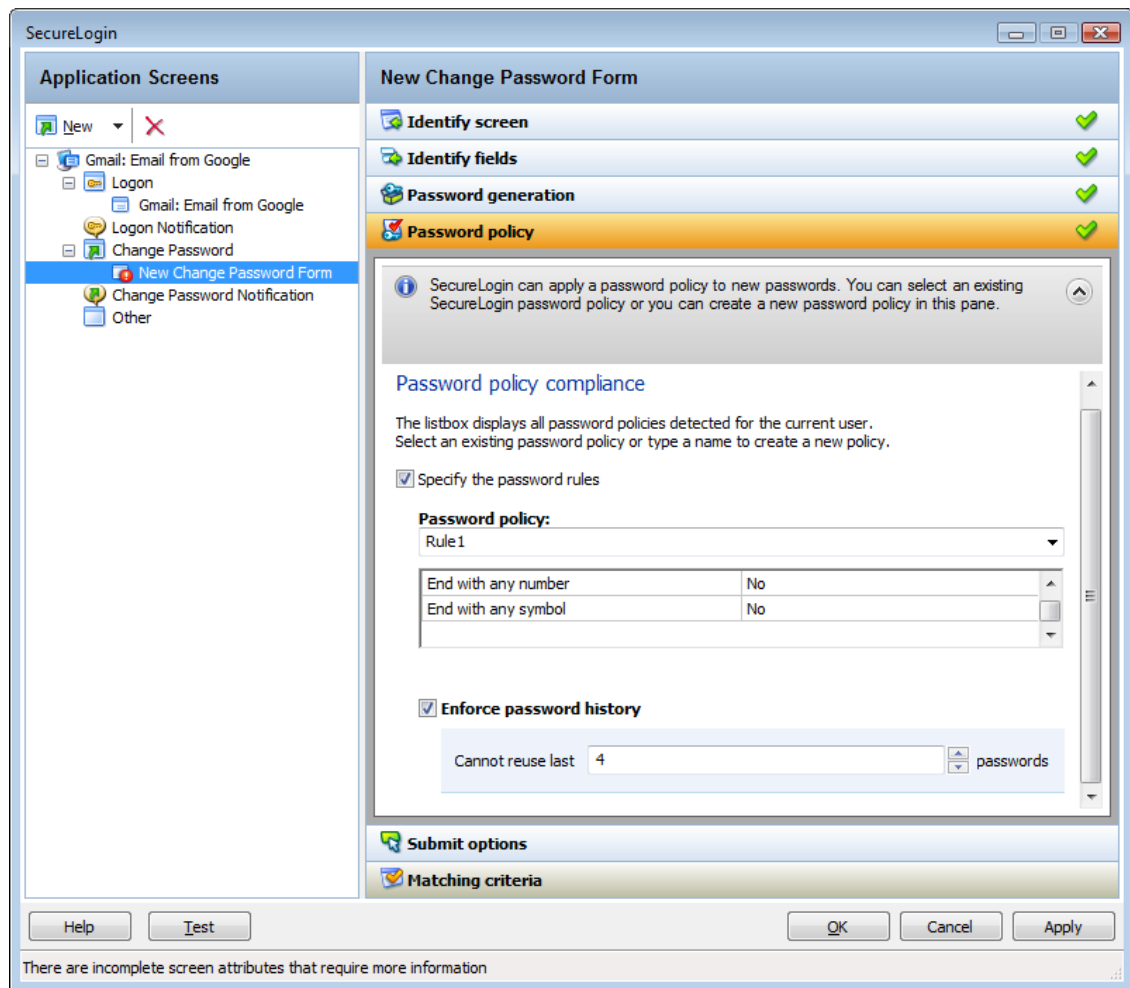 SecureLogin
Application Screens
New
Gmail: Email from Google
Logon
Gmail: Email from Google
Logon Notification
Change Password
New Change Password Form
Change Password Notification
Other
New Change Password Form
Identify screen
Identify fields
Password generation
Password policy
SecureLogin can apply a password policy to new passwords. You can select an existing
SecureLogin password policy or you can create a new password policy in this pane.
Password policy compliance
The listbox displays all password policies detected for the current user.
Select an existing password policy or type a name to create a new policy.
Specify the password rules
Password policy:
Rule1
End with any number No
End with any symbol No
Enforce password history
Cannot reuse last 4 passwords
Submit options
Matching criteria
Help Test OK Cancel Apply
There are incomplete screen attributes that require more information